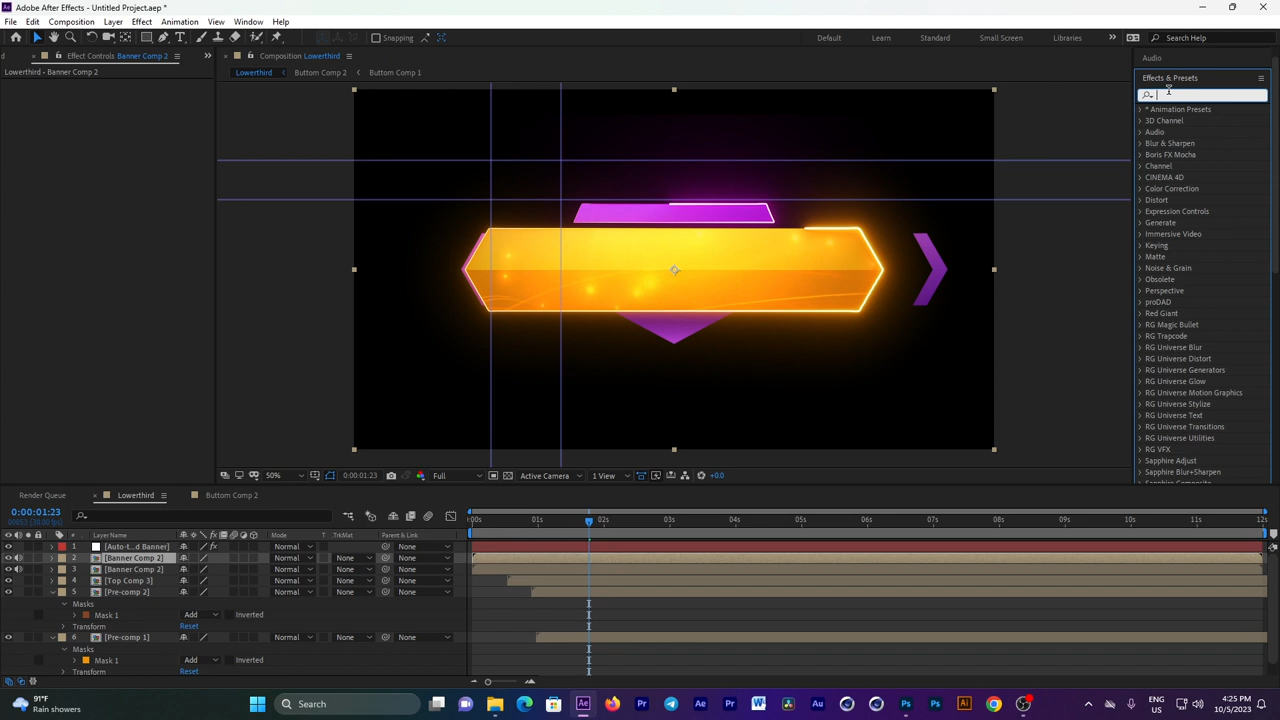 Adobe After Effects - Untitled Project.aep *
File Edit Composition Layer Effect Animation View Window Help
Snapping Default Learn Standard Small Screen Libraries Search Help
Effect Controls Banner Comp 2
Composition Lowerthird
Audio
Lowerthird • Banner Comp 2
Lowerthird Buttom Comp 2 Buttom Comp 1
Effects & Presets
* Animation Presets
3D Channel
Audio
Blur & Sharpen
Boris FX Mocha
Channel
CINEMA 4D
Color Correction
Distort
Expression Controls
Generate
Immersive Video
Keying
Matte
Noise & Grain
Obsolete
Perspective
proDAD
Red Giant
RG Magic Bullet
RG Trapcode
RG Universe Blur
RG Universe Distort
RG Universe Generators
RG Universe Glow
RG Universe Motion Graphics
RG Universe Stylize
RG Universe Text
RG Universe Transitions
RG Universe Utilities
RG VFX
Sapphire Adjust
Sapphire Blur+Sharpen
Sapphire Composite
50% 0:00:01:23 Full Active Camera 1 View +0.0
Render Queue Lowerthird Buttom Comp 2
0:00:01:23
00053 (30.00 fps)
:00s 01s 02s 03s 04s 05s 06s 07s 08s 09s 10s 11s 12s
# Layer Name Mode T TrkMat Parent & Link
1 [Auto-t...d Banner] Normal None
2 [Banner Comp 2] Normal None None
3 [Banner Comp 2] Normal None None
4 [Top Comp 3] Normal None None
5 [Pre-comp 2] Normal None None
Masks
Mask 1 Add Inverted
Transform Reset
6 [Pre-comp 1] Normal None None
Masks
Mask 1 Add Inverted
Transform Reset
91°F
Rain showers
Search
ENG
US
4:25 PM
10/5/2023